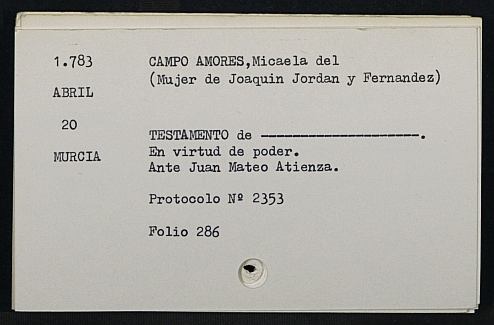 1.783 CAMPO AMORES,Micaela del
(Mujer de Joaquin Jordan y Fernandez)
ABRIL
20
TESTAMENTO de --------------------.
MURCIA En virtud de poder.
Ante Juan Mateo Atienza.
Protocolo Nº 2353
Folio 286